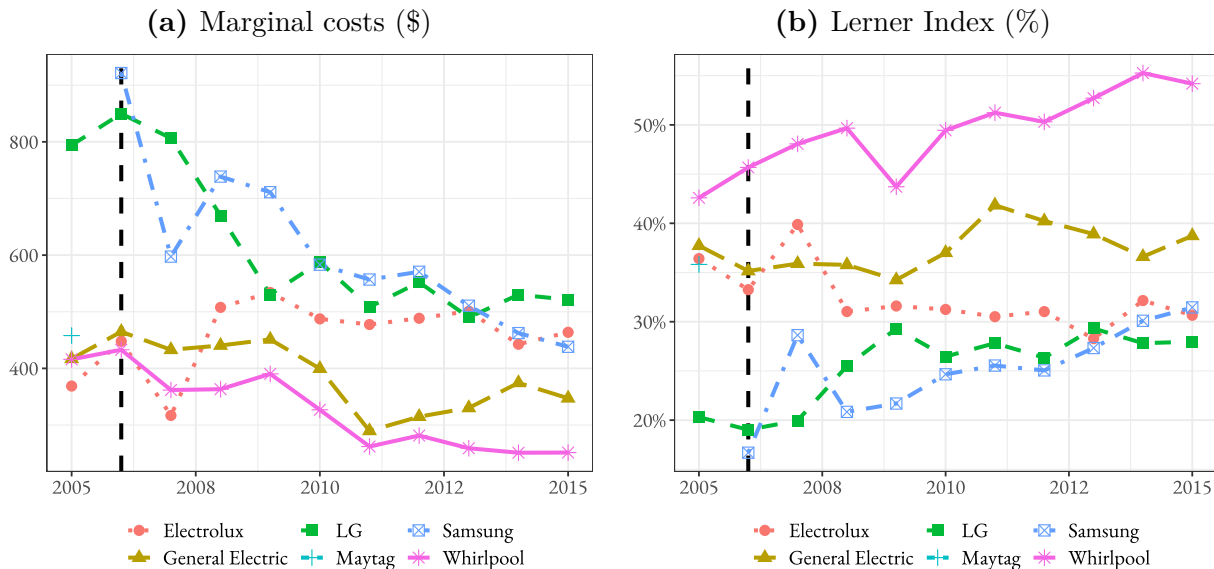 (a) Marginal costs ($)
800
600
400
2005
2008
2010
2012
2015
Electrolux
LG
Samsung
General Electric
Maytag
Whirlpool
(b) Lerner Index (%)
50%
40%
30%
20%
2005
2008
2010
2012
2015
Electrolux
LG
Samsung
General Electric
Maytag
Whirlpool